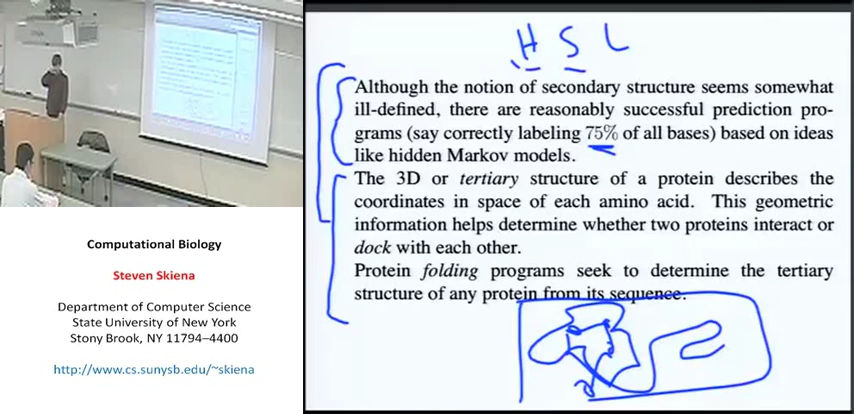 H S L
Although the notion of secondary structure seems somewhat
ill-defined, there are reasonably successful prediction pro-
grams (say correctly labeling 75% of all bases) based on ideas
like hidden Markov models.
The 3D or tertiary structure of a protein describes the
coordinates in space of each amino acid. This geometric
information helps determine whether two proteins interact or
dock with each other.
Protein folding programs seek to determine the tertiary
structure of any protein from its sequence.
Computational Biology
Steven Skiena
Department of Computer Science
State University of New York
Stony Brook, NY 11794–4400
http://www.cs.sunysb.edu/~skiena